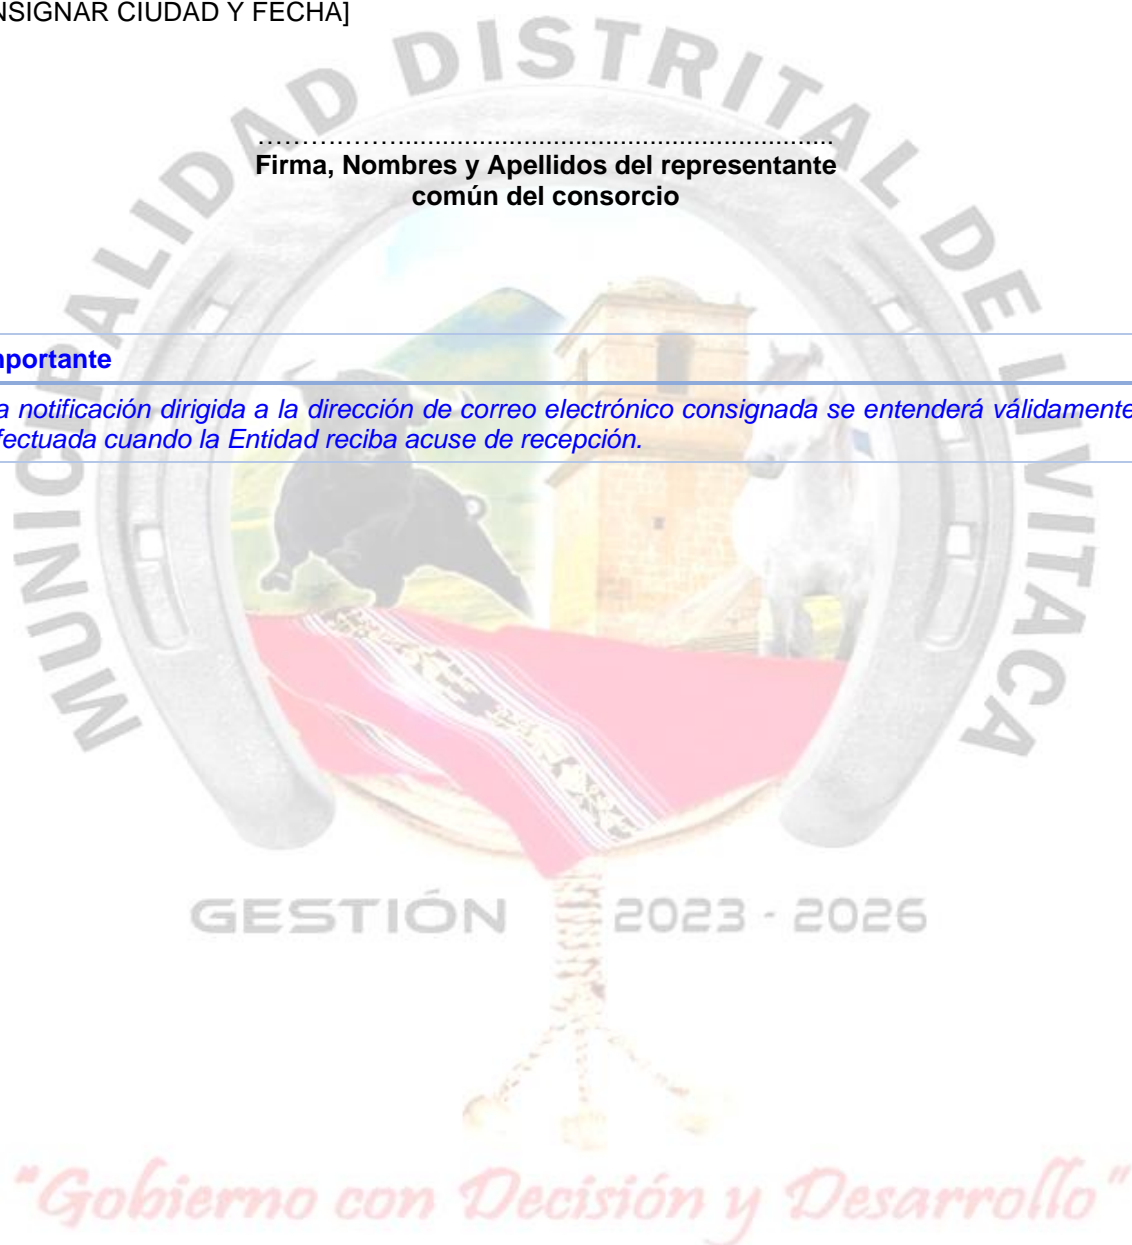 NSIGNAR CIUDAD Y FECHA]
MUNICIPALIDAD DISTRITAL DE LIVITACA
……………............................................................
Firma, Nombres y Apellidos del representante
común del consorcio
mportante
a notificación dirigida a la dirección de correo electrónico consignada se entenderá válidamente
fectuada cuando la Entidad reciba acuse de recepción.
GESTIÓN 2023 - 2026
"Gobierno con Decisión y Desarrollo"